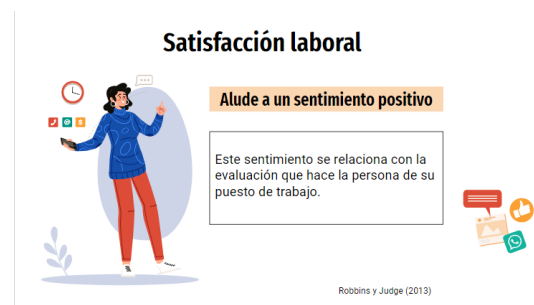 Satisfacción laboral
Alude a un sentimiento positivo
Este sentimiento se relaciona con la
evaluación que hace la persona de su
puesto de trabajo.
Robbins y Judge (2013)